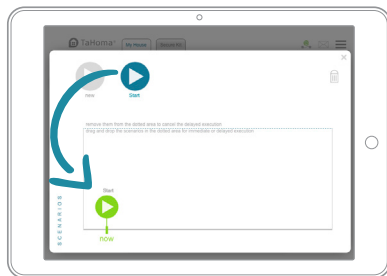 TaHoma®
My House
new
Start
remove them from the dotted area to cancel the delayed execution
drag and drop the scenarios in the dotted area for immediate or delayed execution
Start
now
SCENARIOS